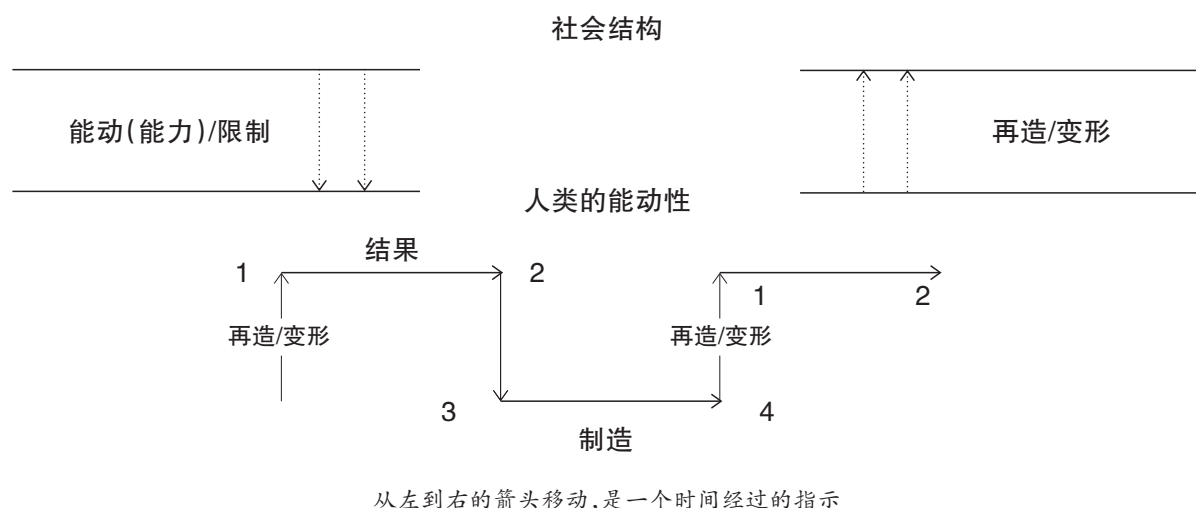 社会结构
能动(能力)/限制
再造/变形
人类的能动性
结果
1
2
1
2
再造/变形
再造/变形
3
4
制造
从左到右的箭头移动,是一个时间经过的指示